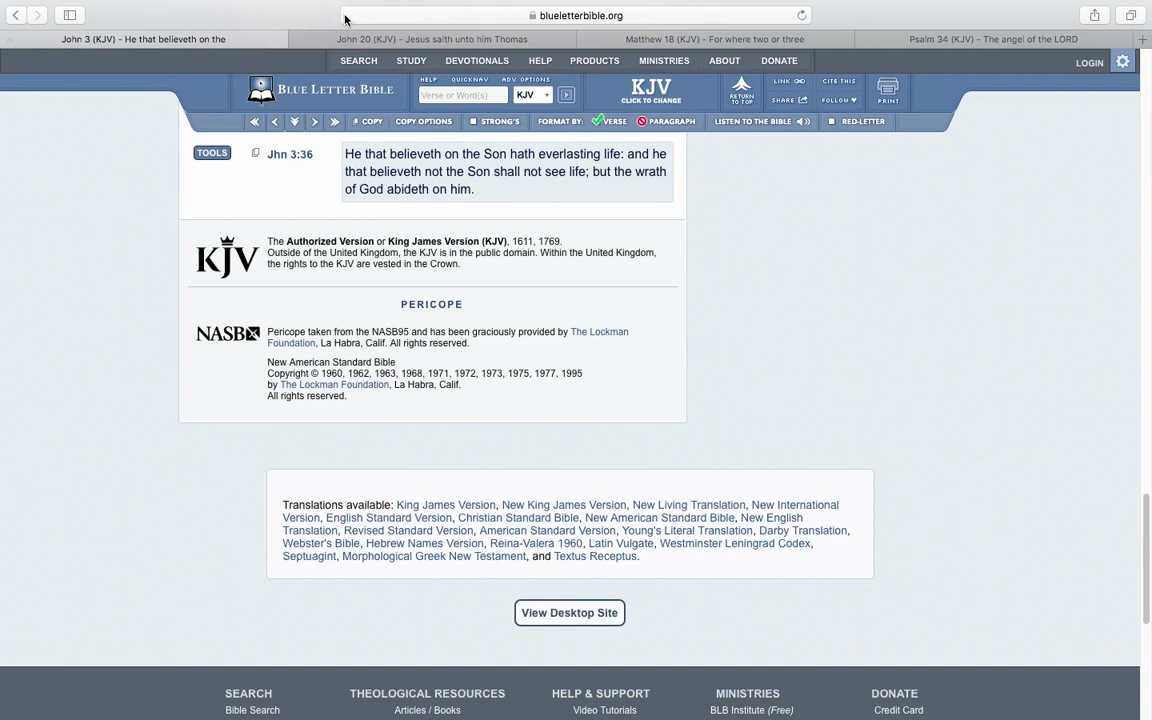 blueletterbible.org
John 3 (KJV) - He that believeth on the
John 20 (KJV) - Jesus saith unto him Thomas
Matthew 18 (KJV) - For where two or three
Psalm 34 (KJV) - The angel of the LORD
SEARCH STUDY DEVOTIONALS HELP PRODUCTS MINISTRIES ABOUT DONATE
LOGIN
BLUE LETTER BIBLE
HELP QUICKNAV ADV. OPTIONS
Verse or Word(s) KJV
KJV
CLICK TO CHANGE
RETURN
TO TOP
LINK CITE THIS
SHARE FOLLOW
PRINT
COPY COPY OPTIONS STRONG'S FORMAT BY: VERSE PARAGRAPH LISTEN TO THE BIBLE RED-LETTER
TOOLS Jhn 3:36
He that believeth on the Son hath everlasting life: and he
that believeth not the Son shall not see life; but the wrath
of God abideth on him.
KJV
The Authorized Version or King James Version (KJV), 1611, 1769.
Outside of the United Kingdom, the KJV is in the public domain. Within the United Kingdom,
the rights to the KJV are vested in the Crown.
PERICOPE
NASB
Pericope taken from the NASB95 and has been graciously provided by The Lockman
Foundation, La Habra, Calif. All rights reserved.
New American Standard Bible
Copyright © 1960, 1962, 1963, 1968, 1971, 1972, 1973, 1975, 1977, 1995
by The Lockman Foundation, La Habra, Calif.
All rights reserved.
Translations available: King James Version, New King James Version, New Living Translation, New International
Version, English Standard Version, Christian Standard Bible, New American Standard Bible, New English
Translation, Revised Standard Version, American Standard Version, Young's Literal Translation, Darby Translation,
Webster's Bible, Hebrew Names Version, Reina-Valera 1960, Latin Vulgate, Westminster Leningrad Codex,
Septuagint, Morphological Greek New Testament, and Textus Receptus.
View Desktop Site
SEARCH THEOLOGICAL RESOURCES HELP & SUPPORT MINISTRIES DONATE
Bible Search Articles / Books Video Tutorials BLB Institute (Free) Credit Card